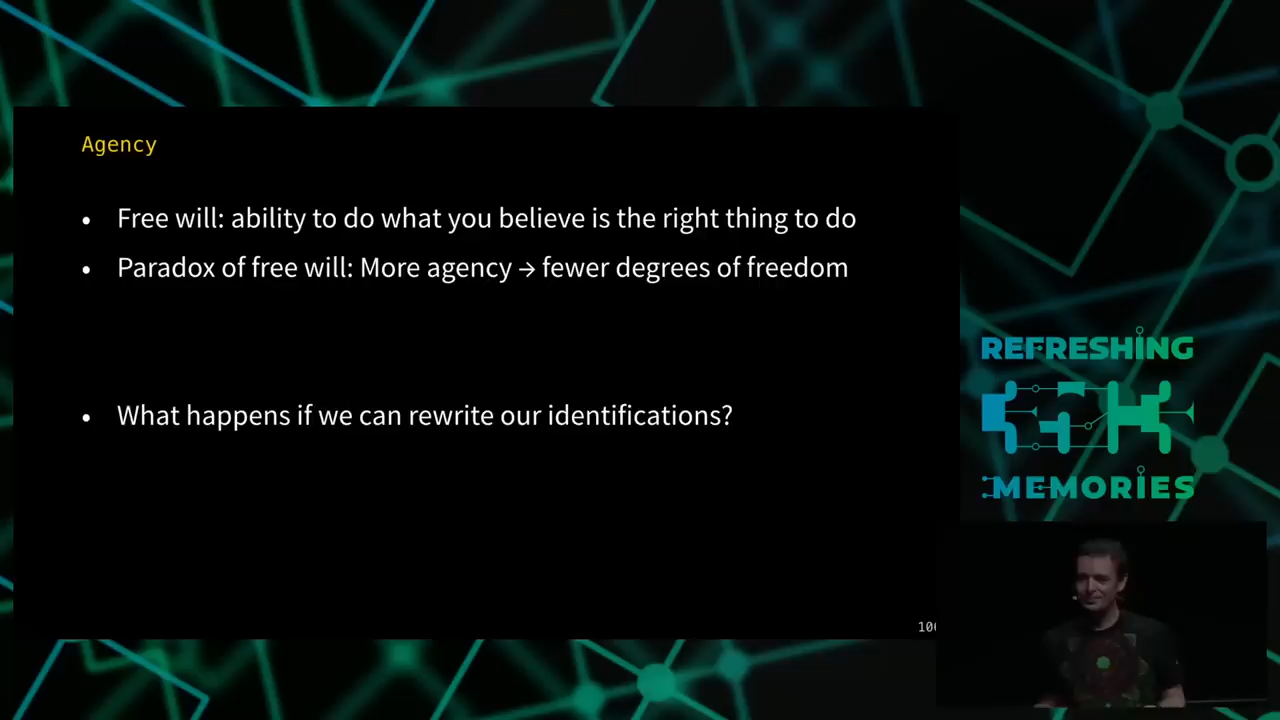 Agency
• Free will: ability to do what you believe is the right thing to do
• Paradox of free will: More agency → fewer degrees of freedom
• What happens if we can rewrite our identifications?
REFRESHING
MEMORIES